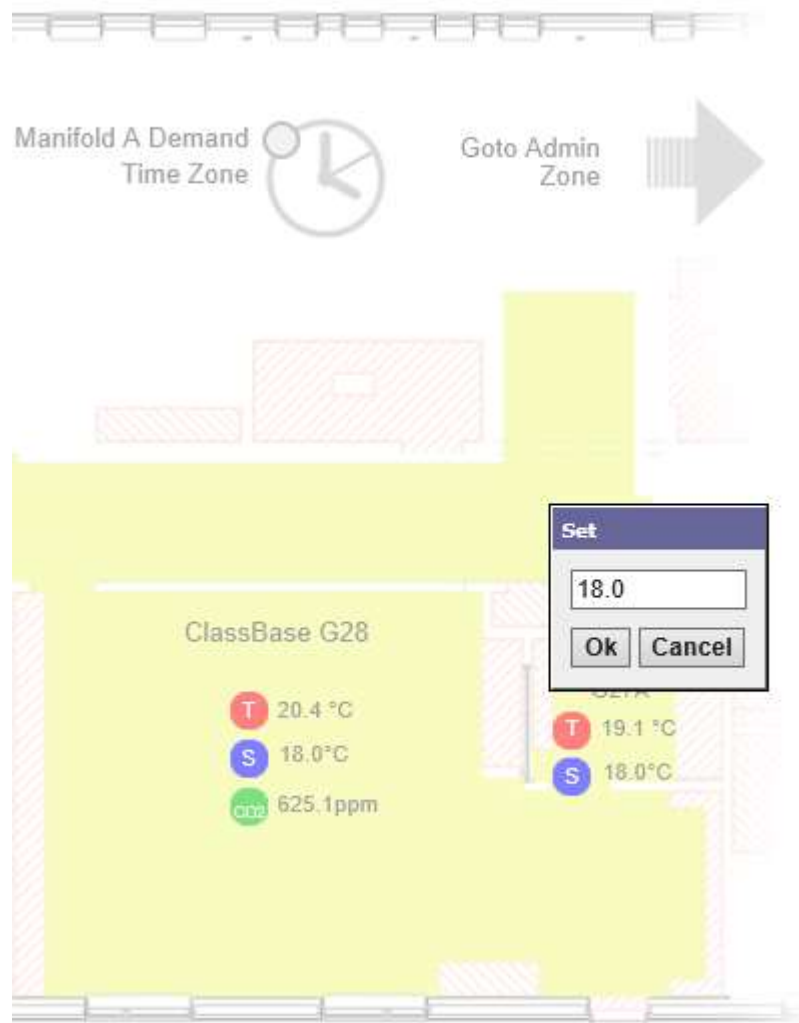 Manifold A Demand
Time Zone
Goto Admin
Zone
Set
18.0
Ok Cancel
ClassBase G28
T 20.4 °C
S 18.0°C
CO2 625.1ppm
T 19.1 °C
S 18.0°C